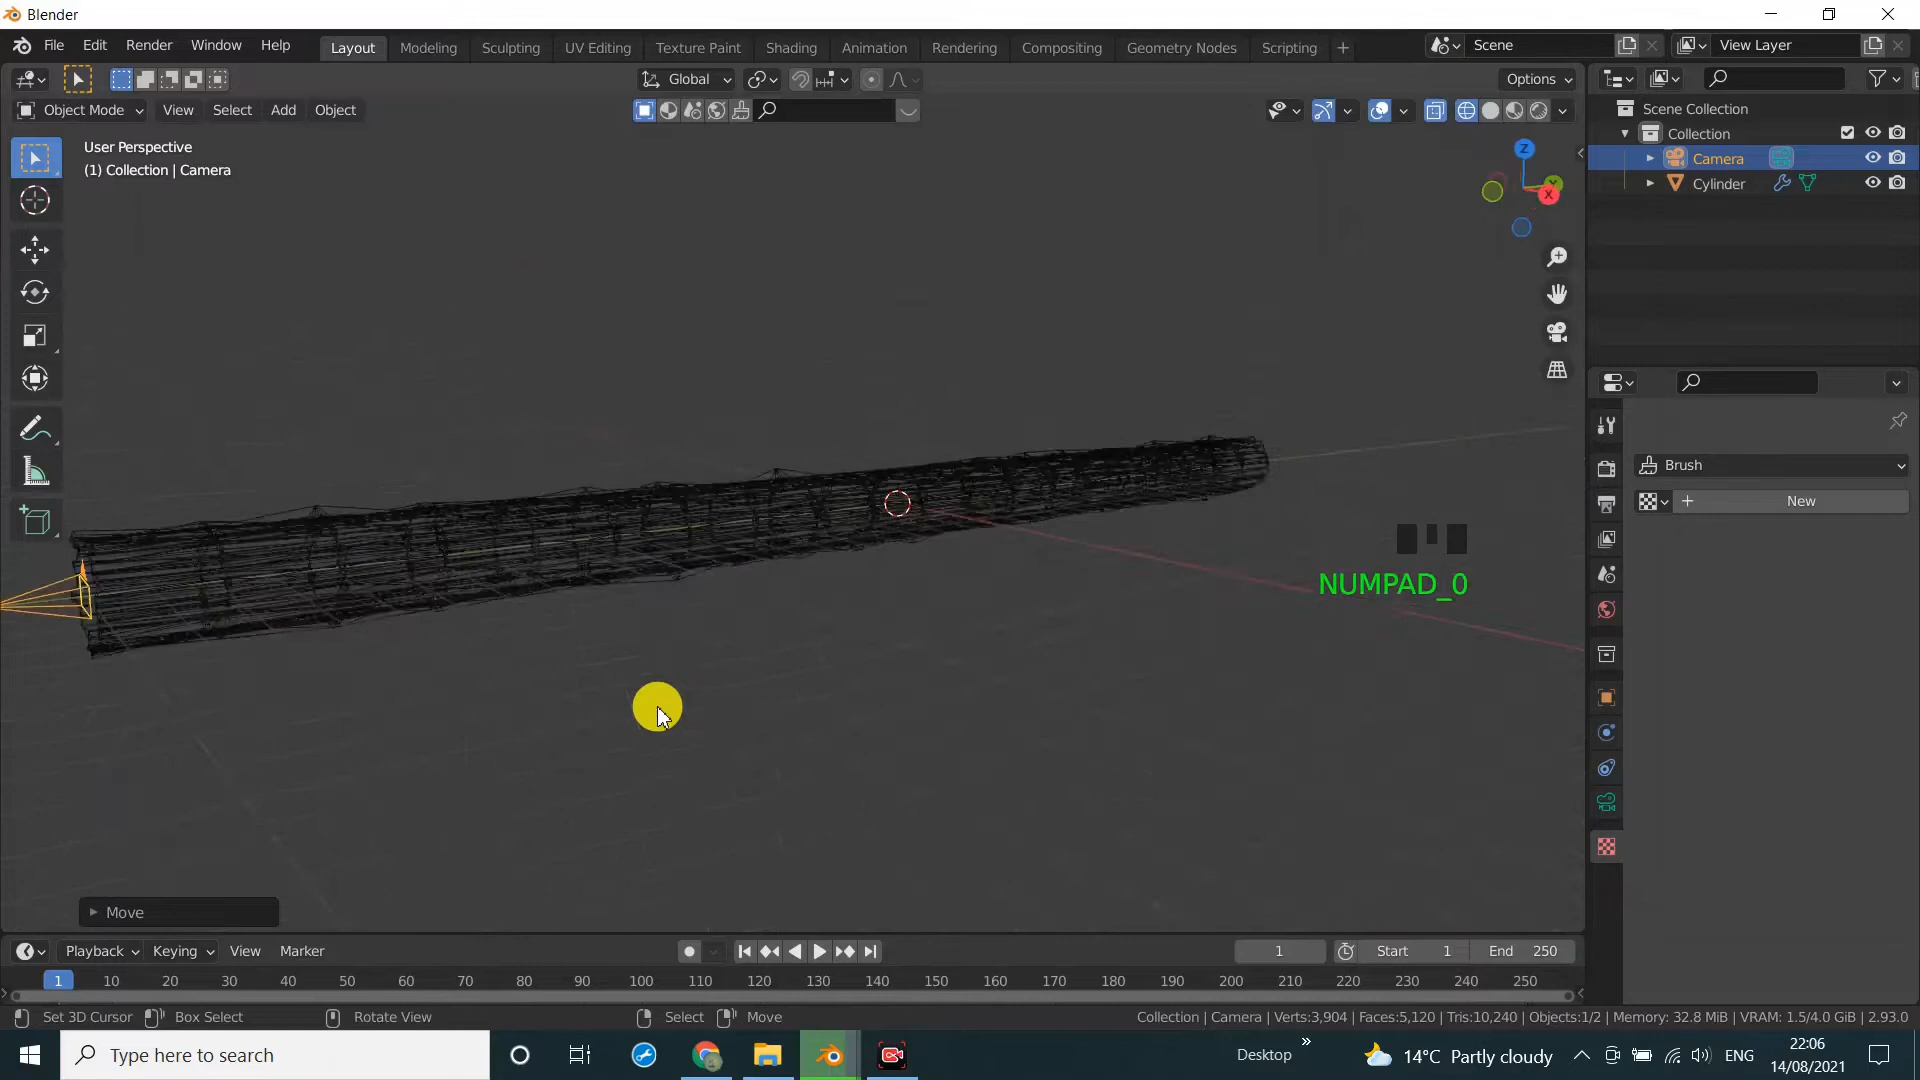 Blender
File Edit Render Window Help
Layout Modeling Sculpting UV Editing Texture Paint Shading Animation Rendering Compositing Geometry Nodes Scripting +
Scene
View Layer
Global
Options
Object Mode View Select Add Object
User Perspective
(1) Collection | Camera
Z
Y
X
Scene Collection
Collection
Camera
Cylinder
Brush
+ New
NUMPAD_0
Move
Playback Keying View Marker
1
Start 1
End 250
1 10 20 30 40 50 60 70 80 90 100 110 120 130 140 150 160 170 180 190 200 210 220 230 240 250
Set 3D Cursor Box Select Rotate View Select Move
Collection | Camera | Verts:3,904 | Faces:5,120 | Tris:10,240 | Objects:1/2 | Memory: 32.8 MiB | VRAM: 1.5/4.0 GiB | 2.93.0
Type here to search
Desktop »
14°C Partly cloudy
ENG
22:06
14/08/2021